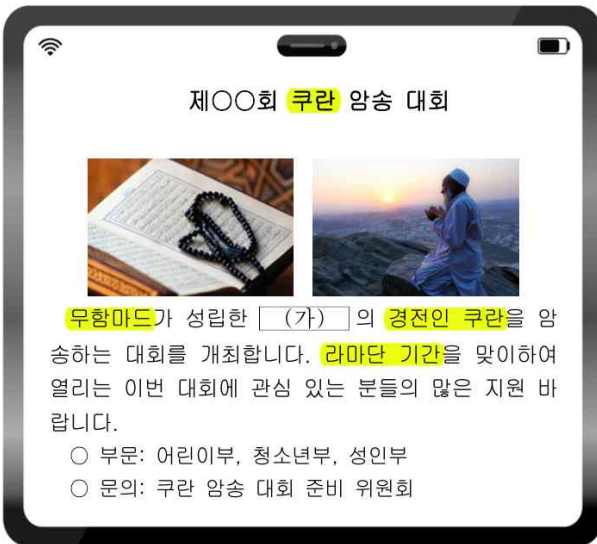 제○○회 쿠란 암송 대회
무함마드가 성립한 (가) 의 경전인 쿠란을 암
송하는 대회를 개최합니다. 라마단 기간을 맞이하여
열리는 이번 대회에 관심 있는 분들의 많은 지원 바
랍니다.
○ 부문: 어린이부, 청소년부, 성인부
○ 문의: 쿠란 암송 대회 준비 위원회